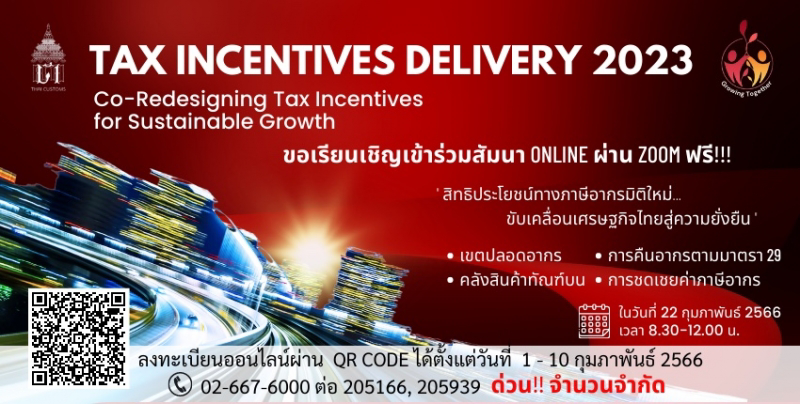 THAI CUSTOMS
TAX INCENTIVES DELIVERY 2023
Growing Together
Co-Redesigning Tax Incentives
for Sustainable Growth
ขอเรียนเชิญเข้าร่วมสัมนา ONLINE ผ่าน ZOOM ฟรี!!!
' สิทธิประโยชน์ทางภาษีอากรมิติใหม่...
ขับเคลื่อนเศรษฐกิจไทยสู่ความยั่งยืน '
• เขตปลอดอากร • การคืนอากรตามมาตรา 29
• คลังสินค้าทัณฑ์บน • การชดเชยค่าภาษีอากร
ในวันที่ 22 กุมภาพันธ์ 2566
เวลา 8.30-12.00 น.
ลงทะเบียนออนไลน์ผ่าน QR CODE ได้ตั้งแต่วันที่ 1 - 10 กุมภาพันธ์ 2566
02-667-6000 ต่อ 205166, 205939 ด่วน!! จำนวนจำกัด